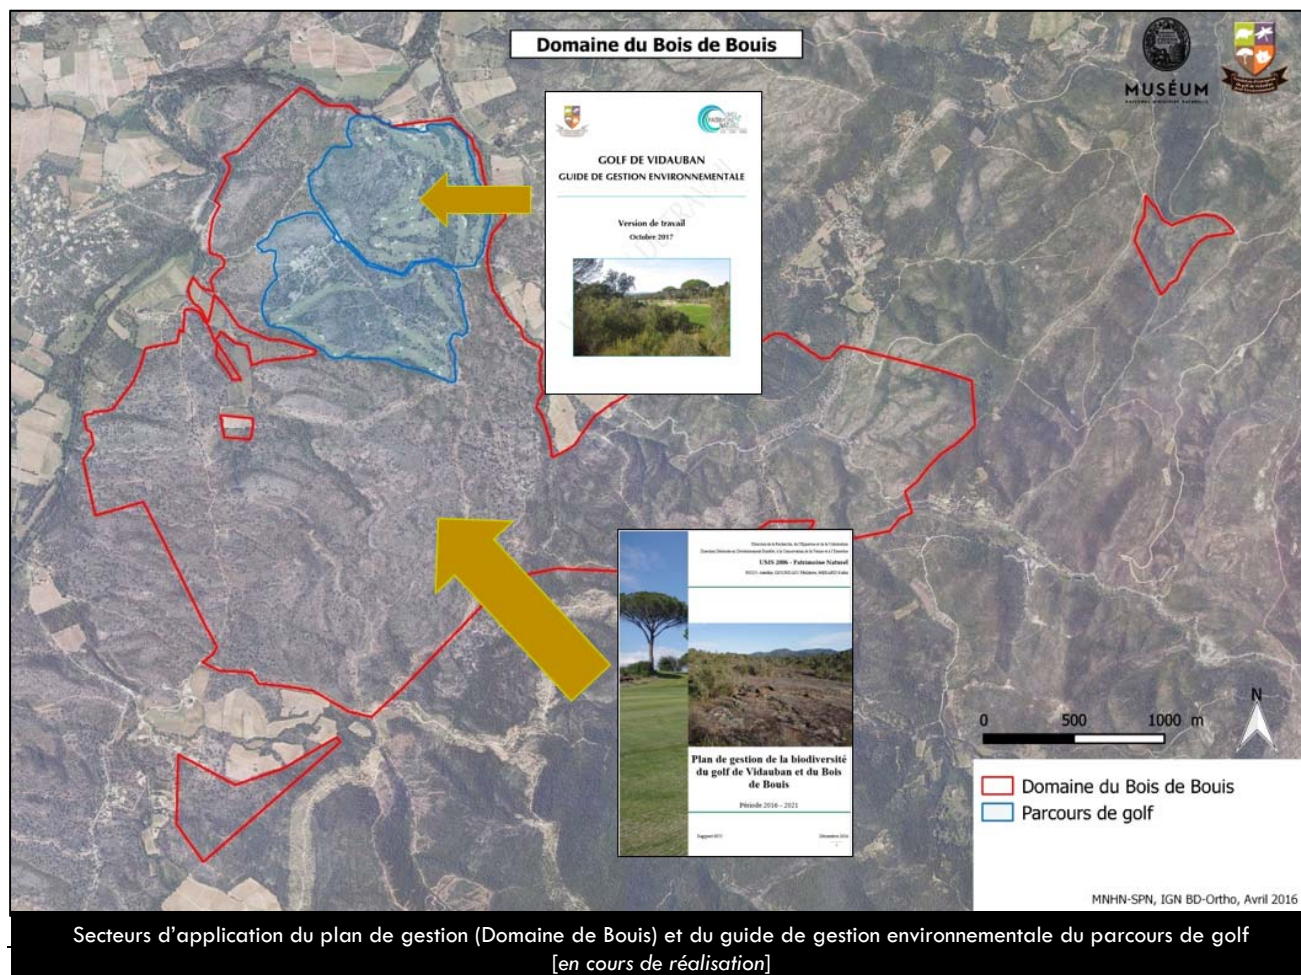 Domaine du Bois de Bouis
MUSÉUM
GOLF DE VIDAUBAN
GUIDE DE GESTION ENVIRONNEMENTALE
Version de travail
Octobre 2017
USM 2006 - Patrimoine Naturel
Plan de gestion de la biodiversité
du golf de Vidauban et du Bois
de Bouis
Période 2016 - 2021
N
0 500 1000 m
Domaine du Bois de Bouis
Parcours de golf
MNHN-SPN, IGN BD-Ortho, Avril 2016
Secteurs d’application du plan de gestion (Domaine de Bouis) et du guide de gestion environnementale du parcours de golf
[en cours de réalisation]